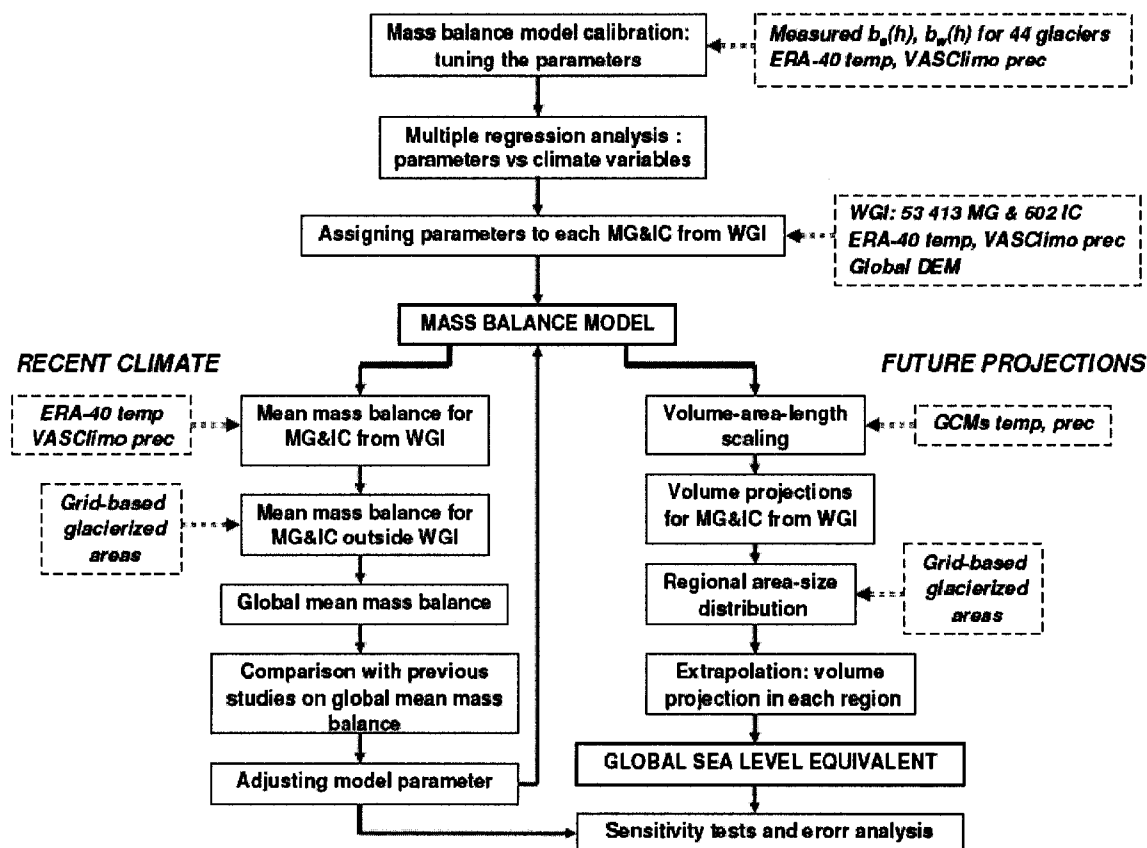 Mass balance model calibration:
tuning the parameters
Measured bs(h), bw(h) for 44 glaciers
ERA-40 temp, VASClimo prec
Multiple regression analysis :
parameters vs climate variables
Assigning parameters to each MG&IC from WGI
WGI: 53 413 MG & 602 IC
ERA-40 temp, VASClimo prec
Global DEM
MASS BALANCE MODEL
RECENT CLIMATE
ERA-40 temp
VASClimo prec
Mean mass balance for
MG&IC from WGI
Grid-based
glacierized
areas
Mean mass balance for
MG&IC outside WGI
Global mean mass balance
Comparison with previous
studies on global mean mass
balance
Adjusting model parameter
FUTURE PROJECTIONS
Volume-area-length
scaling
GCMs temp, prec
Volume projections
for MG&IC from WGI
Regional area-size
distribution
Grid-based
glacierized
areas
Extrapolation: volume
projection in each region
GLOBAL SEA LEVEL EQUIVALENT
Sensitivity tests and erorr analysis